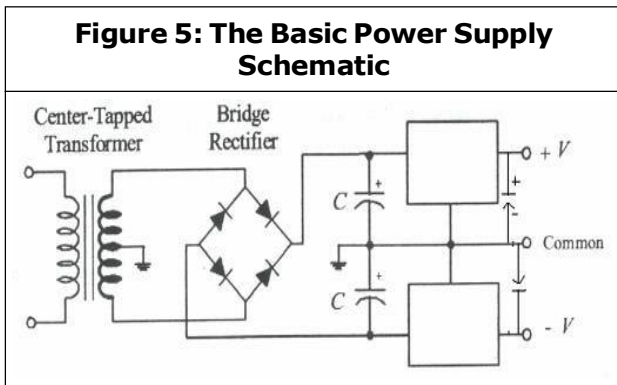 Figure 5: The Basic Power Supply
Schematic
Center-Tapped
Transformer
Bridge
Rectifier
C
+
+ V
+
-
Common
C
+
- V